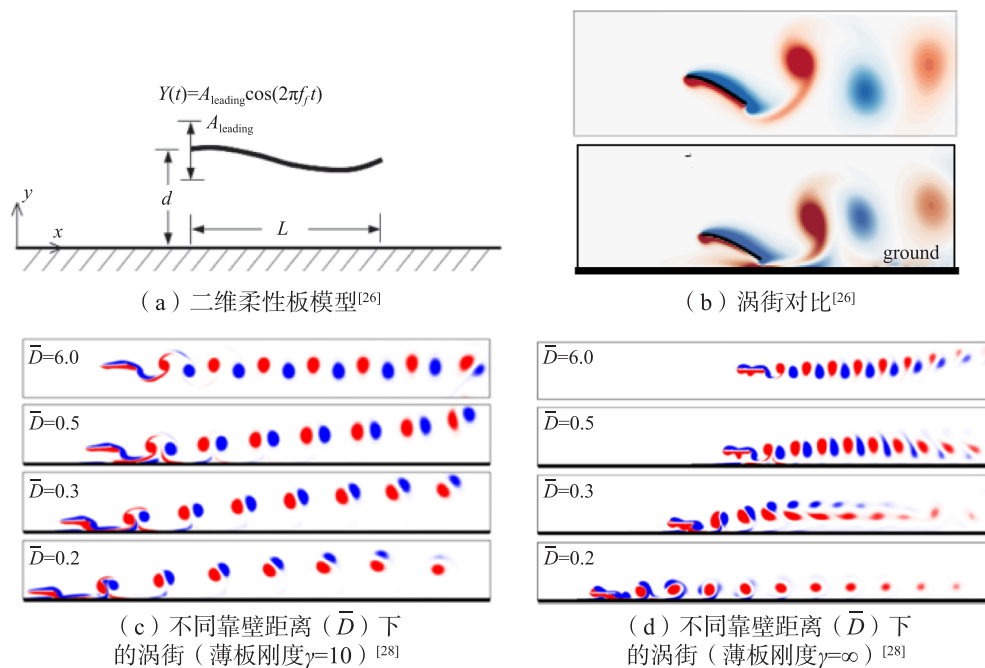 Y(t)=A_leading cos(2πf_f t)
A_leading
d
y
x
L
（a）二维柔性板模型[26]
ground
（b）涡街对比[26]
D̅=6.0
D̅=0.5
D̅=0.3
D̅=0.2
（c）不同靠壁距离（D̅）下
的涡街（薄板刚度γ=10）[28]
D̅=6.0
D̅=0.5
D̅=0.3
D̅=0.2
（d）不同靠壁距离（D̅）下
的涡街（薄板刚度γ=∞）[28]